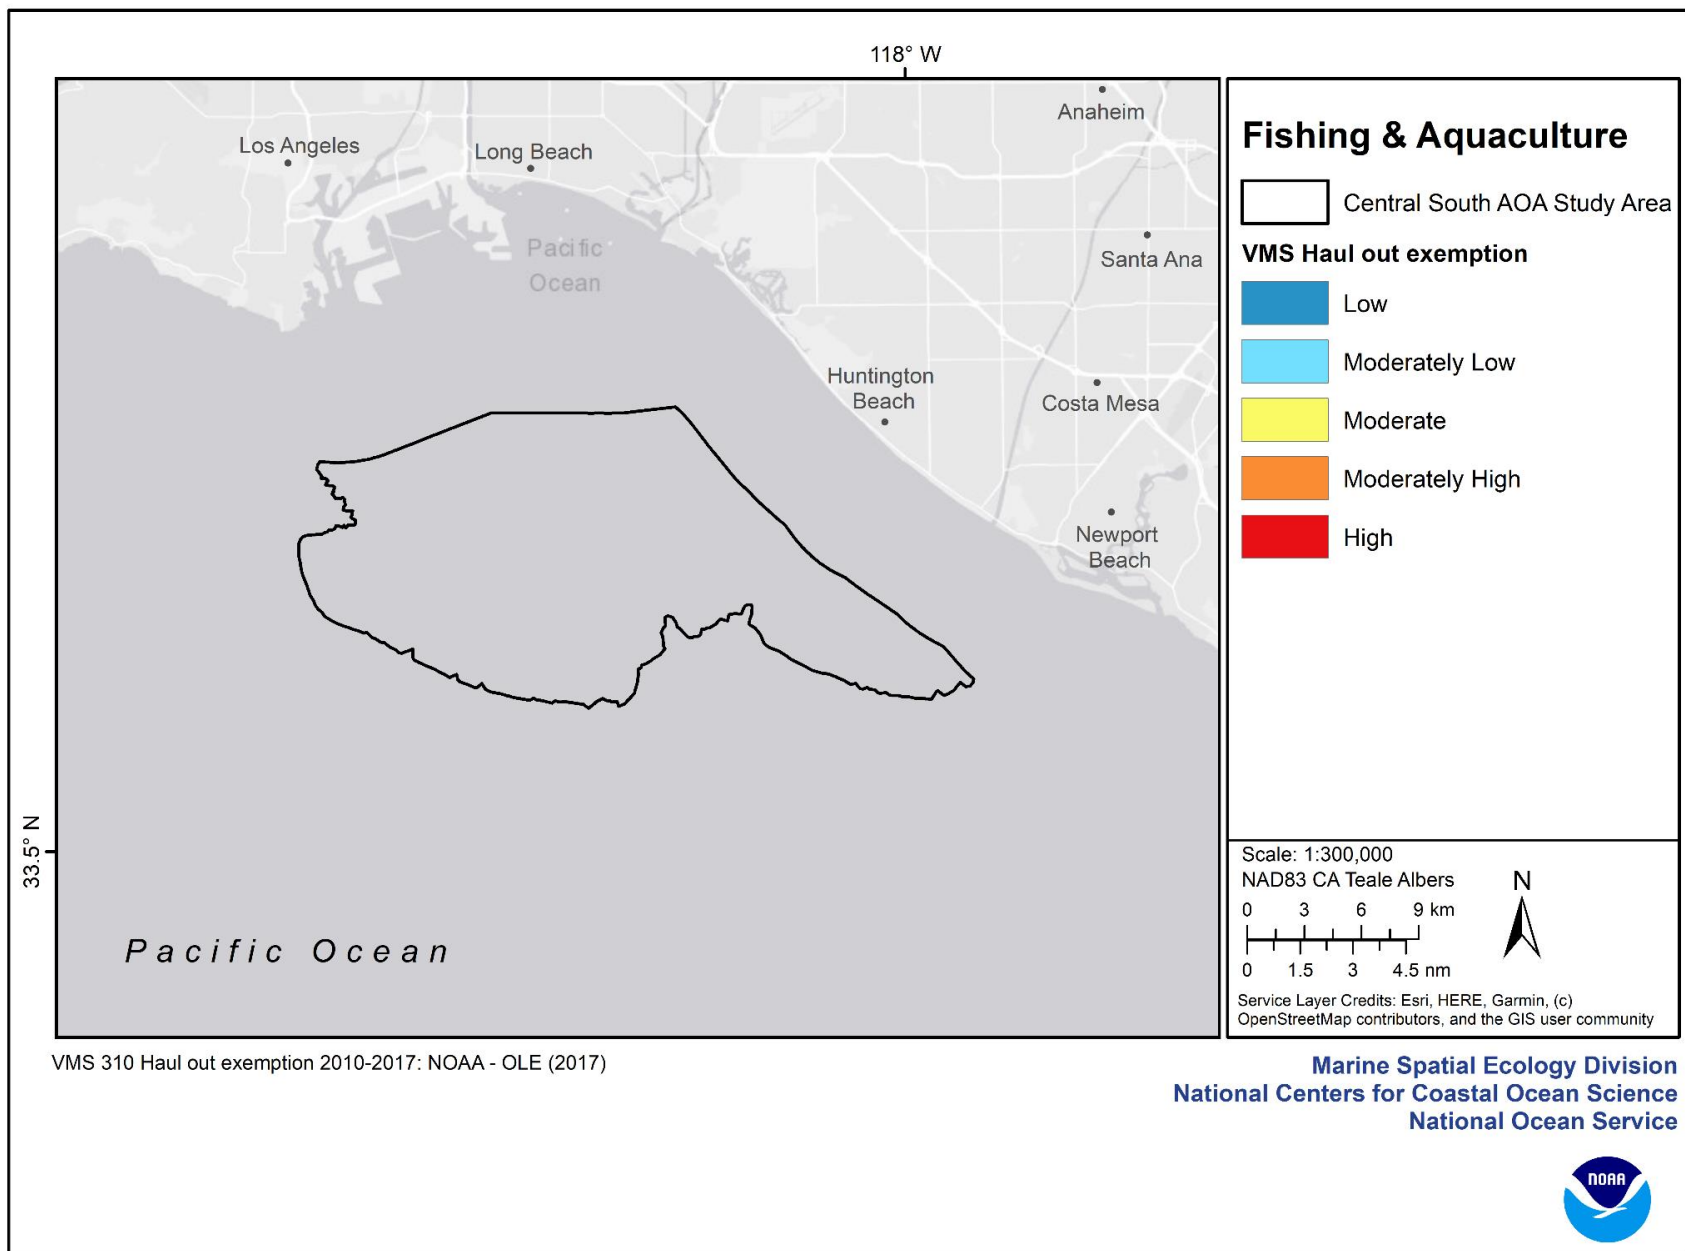 118° W
Anaheim
Los Angeles
Long Beach
Pacific
Ocean
Santa Ana
Huntington
Beach
Costa Mesa
Newport
Beach
33.5° N
Pacific Ocean
Fishing & Aquaculture
Central South AOA Study Area
VMS Haul out exemption
Low
Moderately Low
Moderate
Moderately High
High
Scale: 1:300,000
NAD83 CA Teale Albers
0 3 6 9 km
0 1.5 3 4.5 nm
N
Service Layer Credits: Esri, HERE, Garmin, (c)
OpenStreetMap contributors, and the GIS user community
VMS 310 Haul out exemption 2010-2017: NOAA - OLE (2017)
Marine Spatial Ecology Division
National Centers for Coastal Ocean Science
National Ocean Service
NOAA